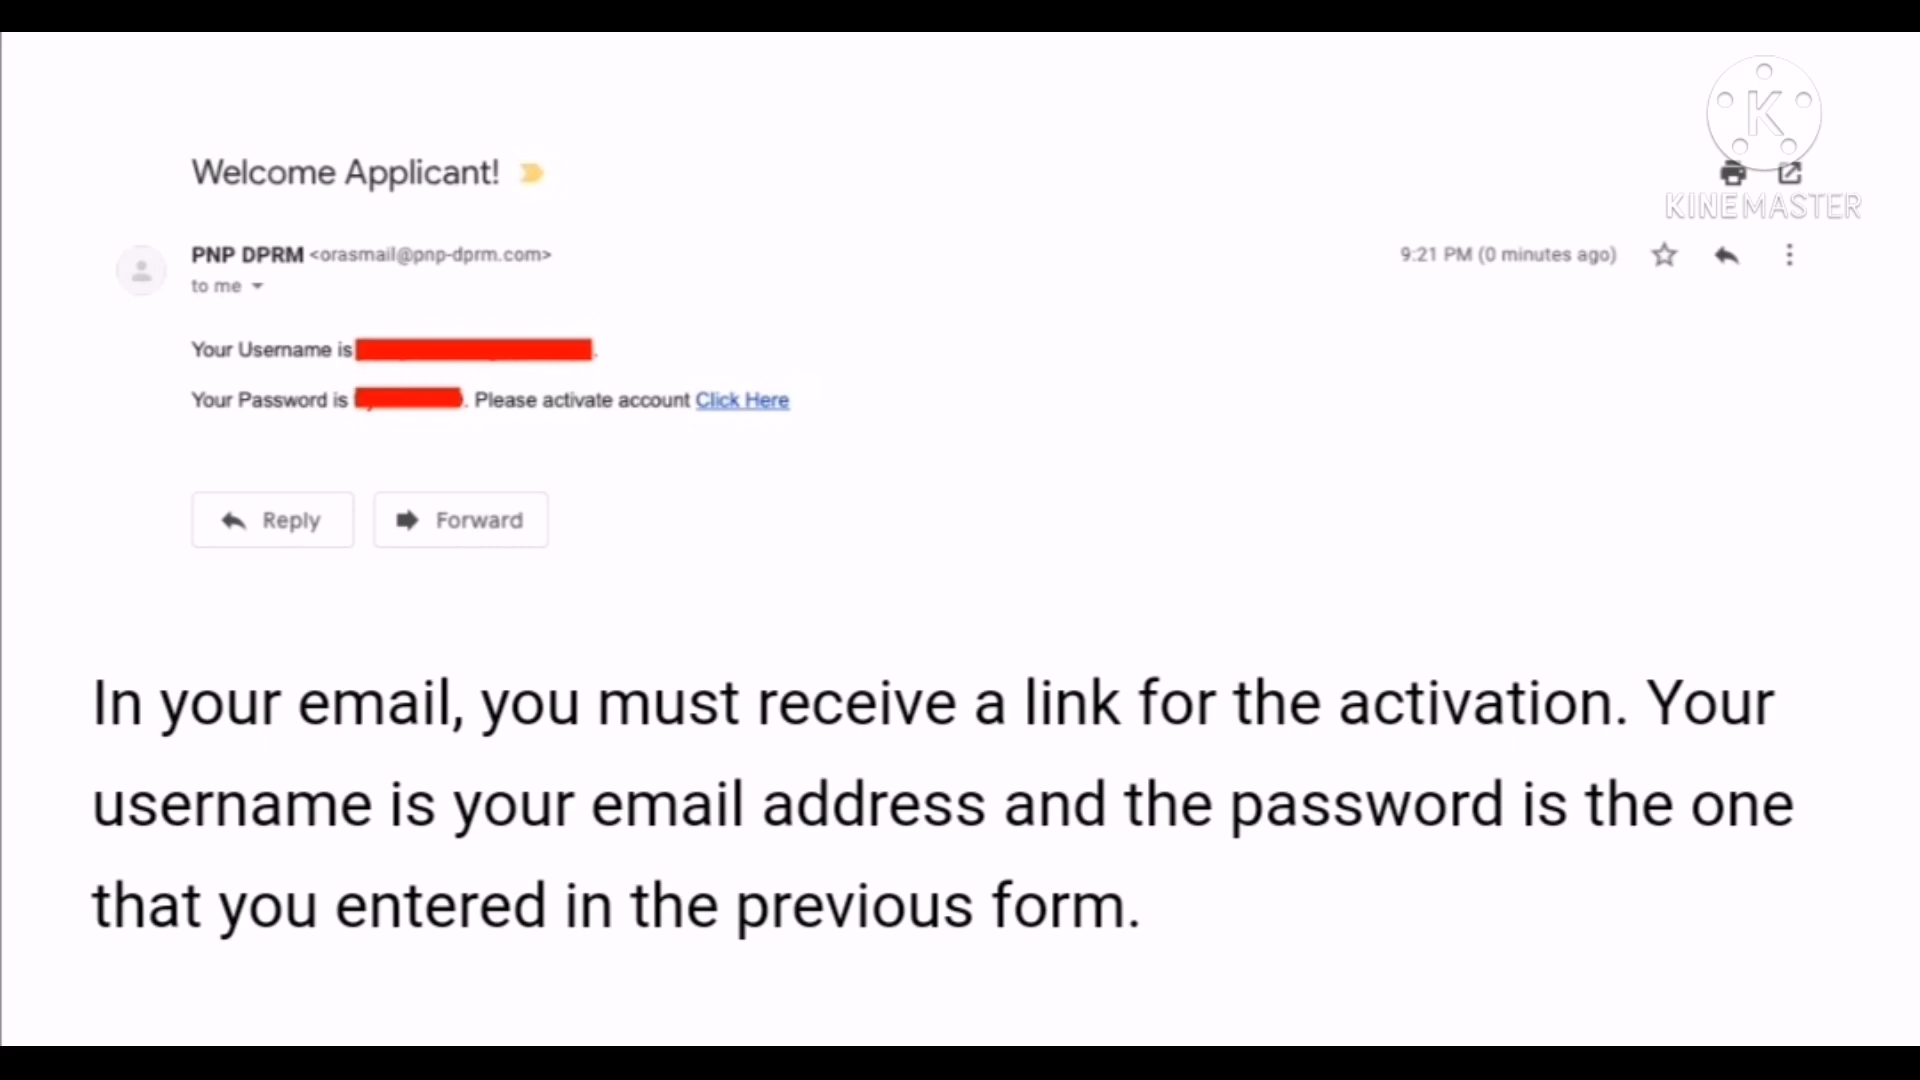 K
KINEMASTER
Welcome Applicant!
PNP DPRM <orasmail@pnp-dprm.com>
9:21 PM (0 minutes ago)
to me
Your Username is
Your Password is . Please activate account Click Here
Reply
Forward
In your email, you must receive a link for the activation. Your
username is your email address and the password is the one
that you entered in the previous form.